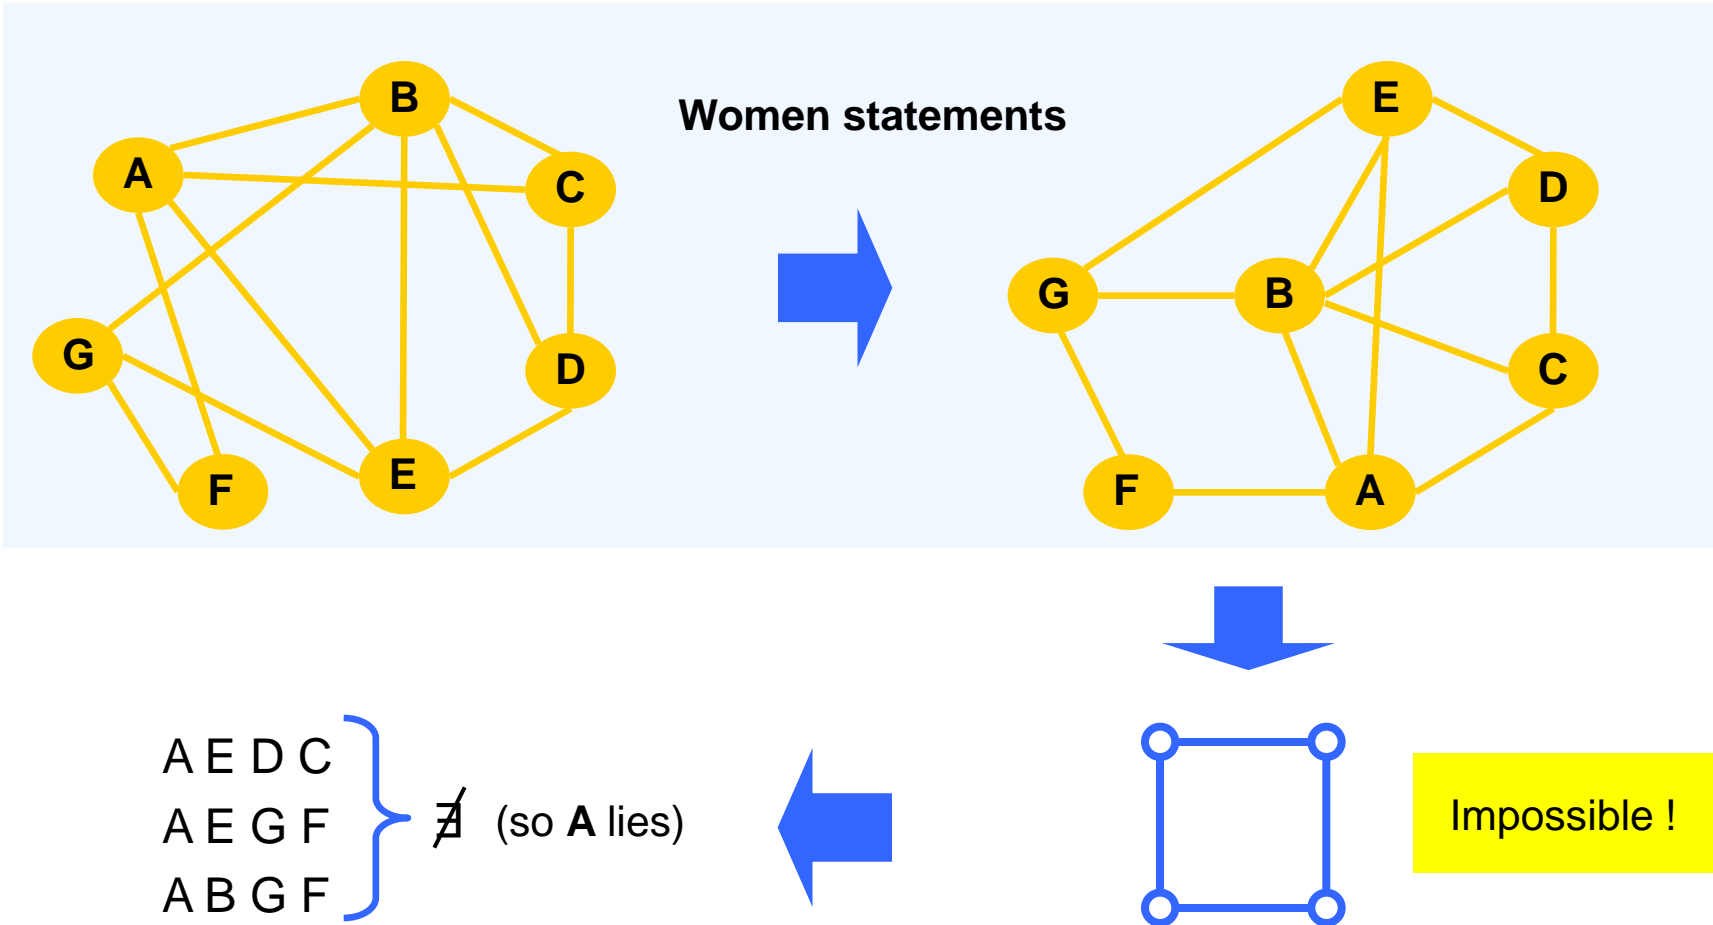 B
A
C
G
D
F
E
Women statements
E
D
G
B
C
F
A
A E D C
A E G F
A B G F
∄ (so A lies)
Impossible !